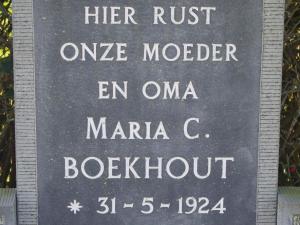 HIER RUST
ONZE MOEDER
EN OMA
MARIA C.
BOEKHOUT
* 31-5-1924